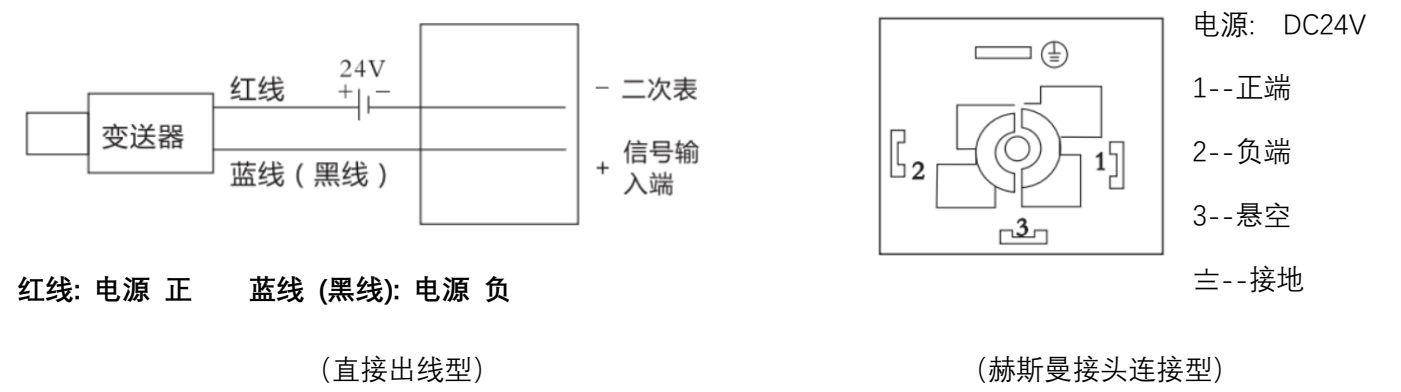 24V
红线
+ −
变送器
蓝线（黑线）
− 二次表
+ 信号输
入端
红线: 电源 正 蓝线 (黑线): 电源 负
（直接出线型）
2
1
3
电源: DC24V
1--正端
2--负端
3--悬空
--接地
（赫斯曼接头连接型）